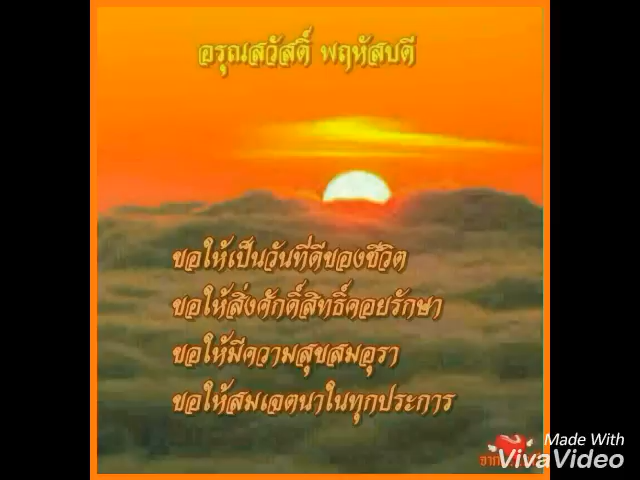 อรุณสวัสดิ์ พฤหัสบดี
ขอให้เป็นวันที่ดีของชีวิต
ขอให้สิ่งศักดิ์สิทธิ์คอยรักษา
ขอให้มีความสุขสมอุรา
ขอให้สมเจตนาในทุกประการ
Made With
VivaVideo
จาก